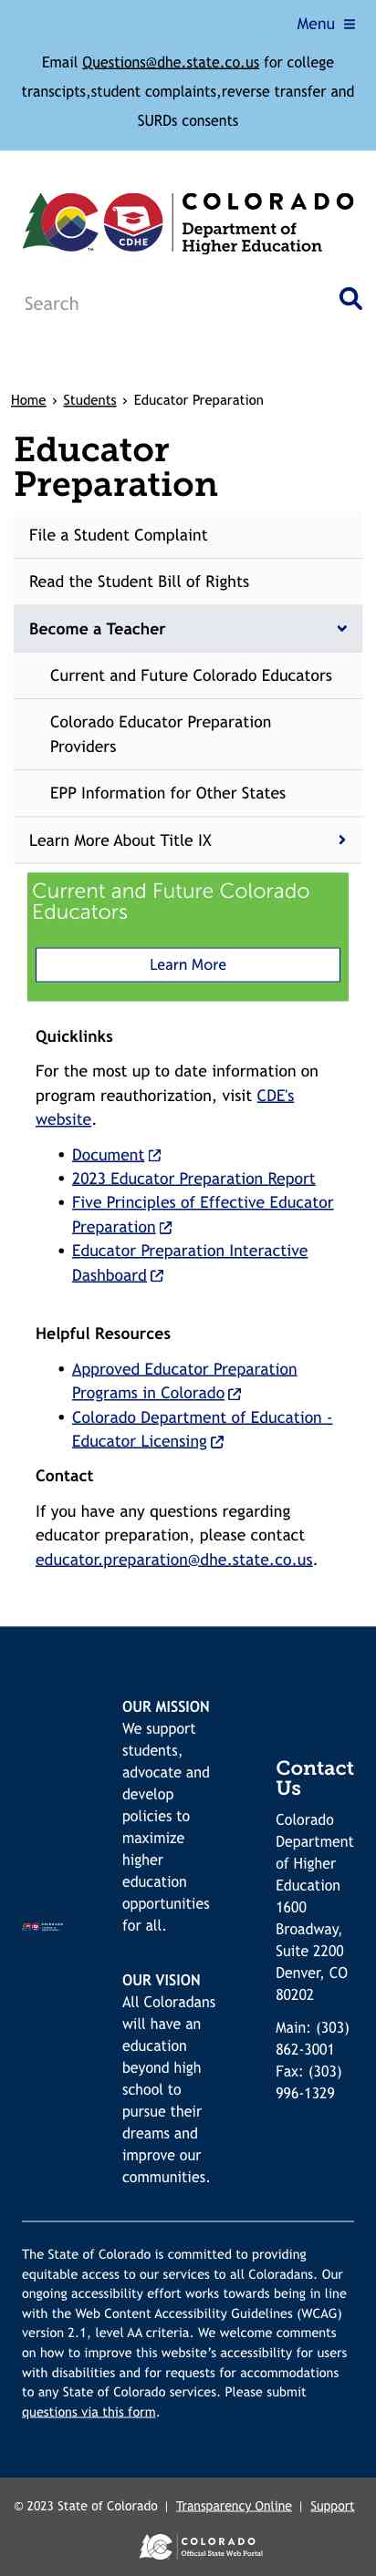 Menu
Email Questions@dhe.state.co.us for college
transcipts,student complaints,reverse transfer and
SURDs consents
CDHE
COLORADO
Department of
Higher Education
Search
Home › Students › Educator Preparation
Educator
Preparation
File a Student Complaint
Read the Student Bill of Rights
Become a Teacher
Current and Future Colorado Educators
Colorado Educator Preparation
Providers
EPP Information for Other States
Learn More About Title IX
Current and Future Colorado
Educators
Learn More
Quicklinks
For the most up to date information on
program reauthorization, visit CDE's
website.
• Document
• 2023 Educator Preparation Report
• Five Principles of Effective Educator
Preparation
• Educator Preparation Interactive
Dashboard
Helpful Resources
• Approved Educator Preparation
Programs in Colorado
• Colorado Department of Education -
Educator Licensing
Contact
If you have any questions regarding
educator preparation, please contact
educator.preparation@dhe.state.co.us.
OUR MISSION
We support
students,
advocate and
develop
policies to
maximize
higher
education
opportunities
for all.
OUR VISION
All Coloradans
will have an
education
beyond high
school to
pursue their
dreams and
improve our
communities.
Contact
Us
Colorado
Department
of Higher
Education
1600
Broadway,
Suite 2200
Denver, CO
80202
Main: (303)
862-3001
Fax: (303)
996-1329
The State of Colorado is committed to providing
equitable access to our services to all Coloradans. Our
ongoing accessibility effort works towards being in line
with the Web Content Accessibility Guidelines (WCAG)
version 2.1, level AA criteria. We welcome comments
on how to improve this website’s accessibility for users
with disabilities and for requests for accommodations
to any State of Colorado services. Please submit
questions via this form.
© 2023 State of Colorado | Transparency Online | Support
COLORADO
Official State Web Portal